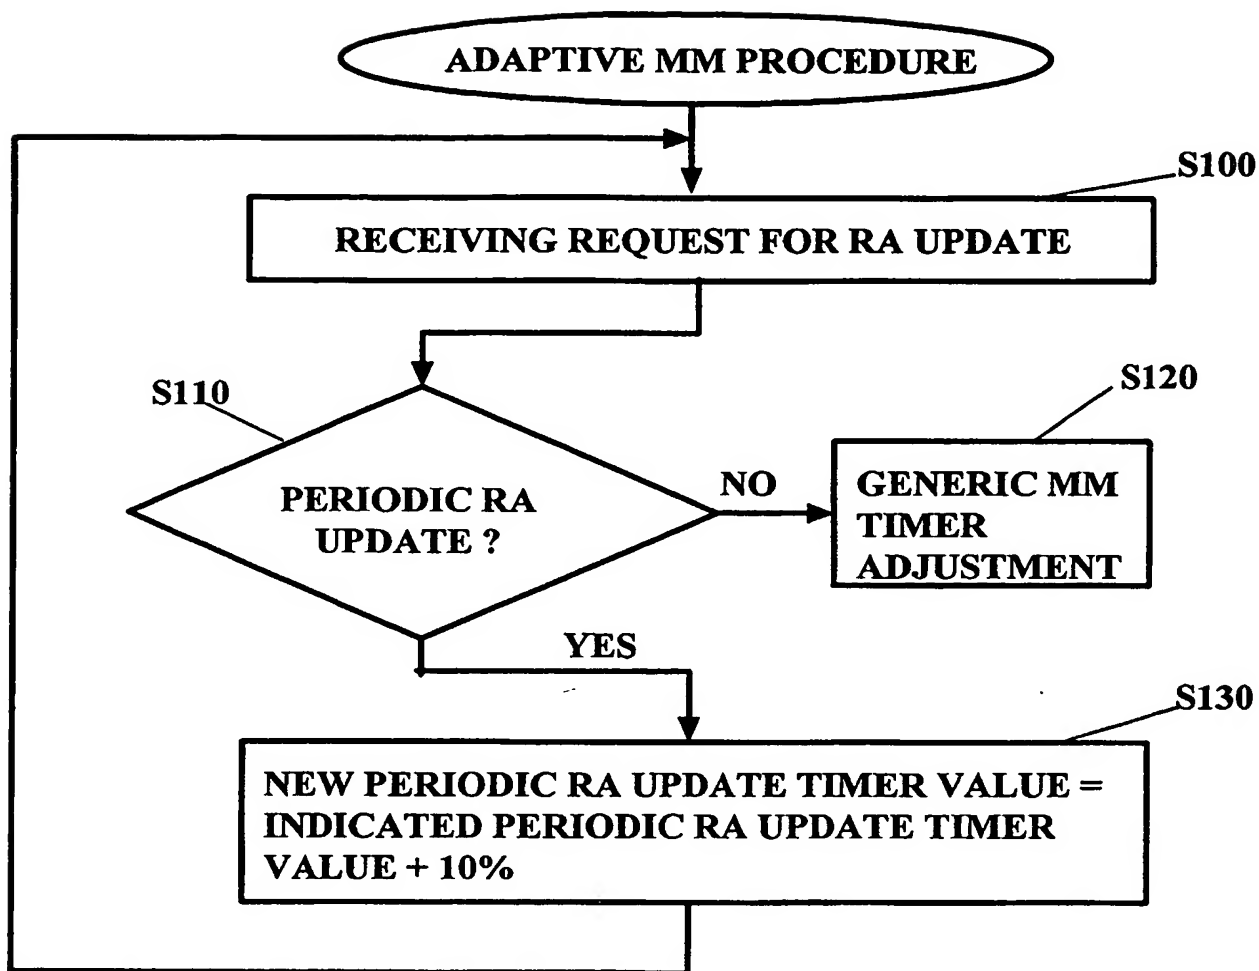 ADAPTIVE MM PROCEDURE
S100
RECEIVING REQUEST FOR RA UPDATE
S110
PERIODIC RA
UPDATE ?
NO
S120
GENERIC MM
TIMER
ADJUSTMENT
YES
S130
NEW PERIODIC RA UPDATE TIMER VALUE =
INDICATED PERIODIC RA UPDATE TIMER
VALUE + 10%